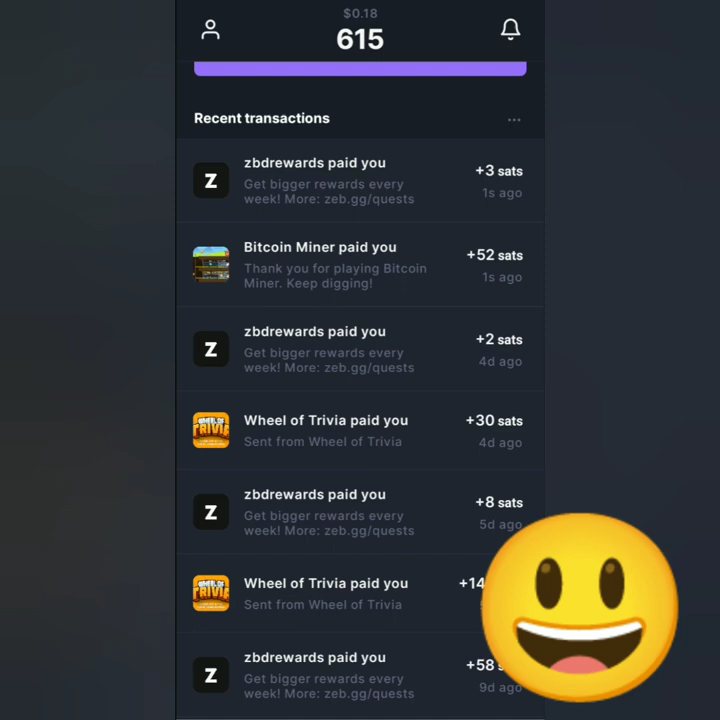 $0.18
615
Recent transactions
zbdrewards paid you
Get bigger rewards every
week! More: zeb.gg/quests
+3 sats
1s ago
Bitcoin Miner paid you
Thank you for playing Bitcoin
Miner. Keep digging!
+52 sats
1s ago
zbdrewards paid you
Get bigger rewards every
week! More: zeb.gg/quests
+2 sats
4d ago
Wheel of Trivia paid you
Sent from Wheel of Trivia
+30 sats
4d ago
zbdrewards paid you
Get bigger rewards every
week! More: zeb.gg/quests
+8 sats
5d ago
Wheel of Trivia paid you
Sent from Wheel of Trivia
zbdrewards paid you
Get bigger rewards every
week! More: zeb.gg/quests
+58
9d ago